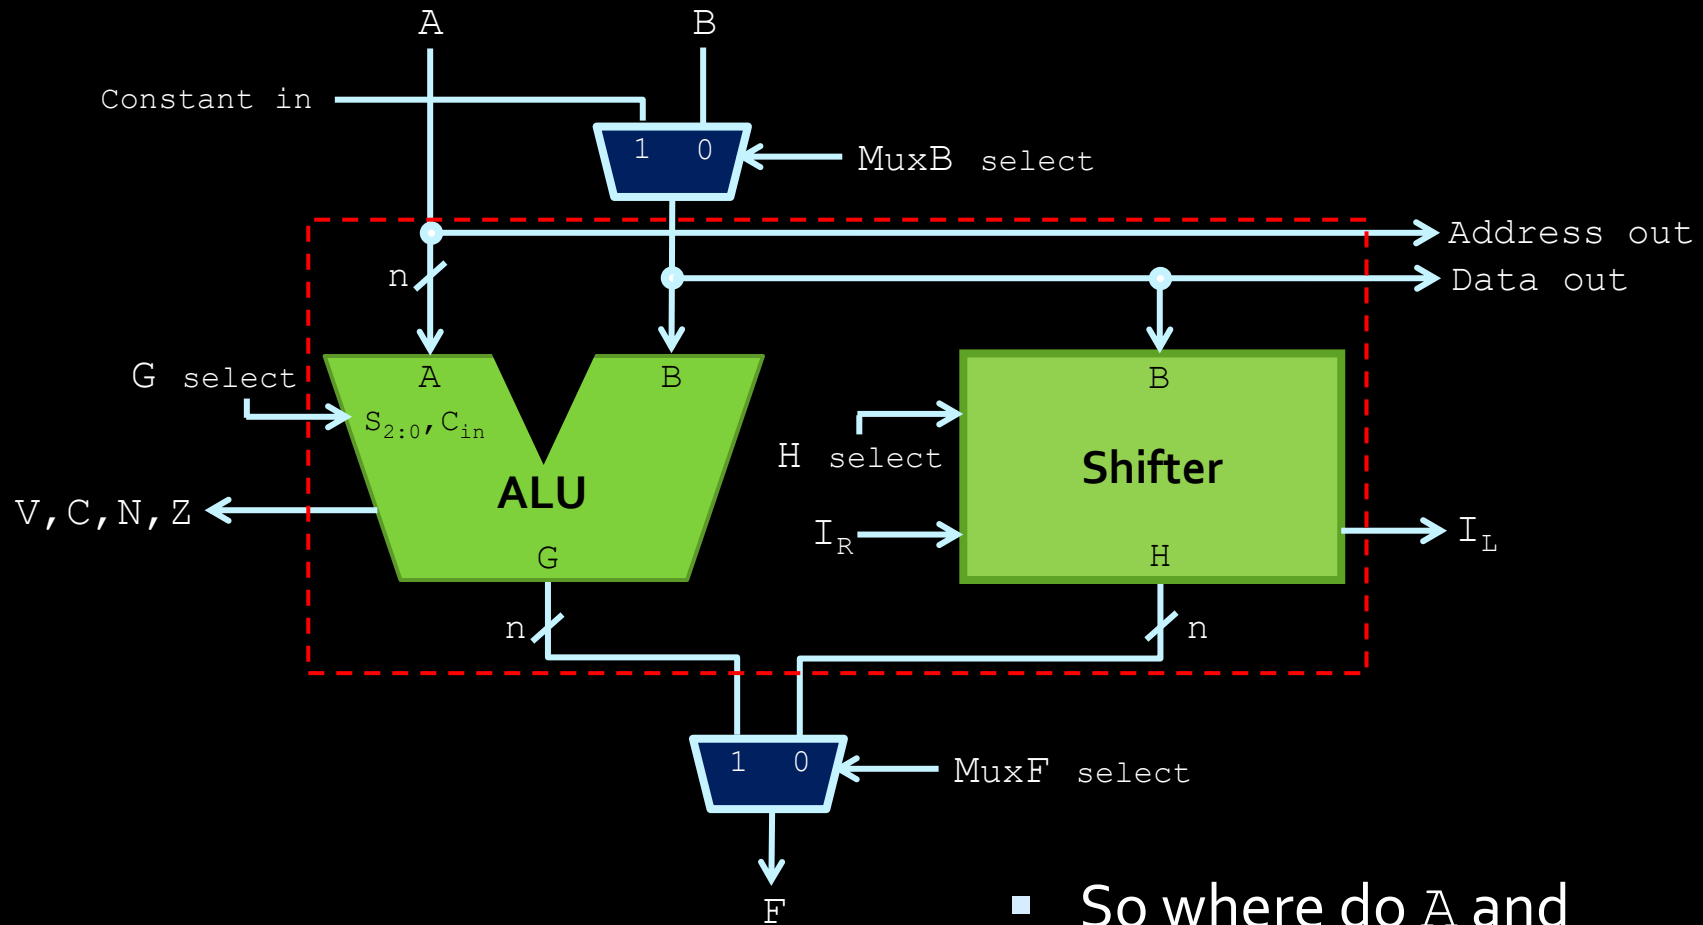 A
B
Constant in
1 0
MuxB select
Address out
n
Data out
G select
A
B
B
S2:0,Cin
H select
Shifter
ALU
V,C,N,Z
IR
IL
G
H
n
n
1 0
MuxF select
F
▪ So where do A and